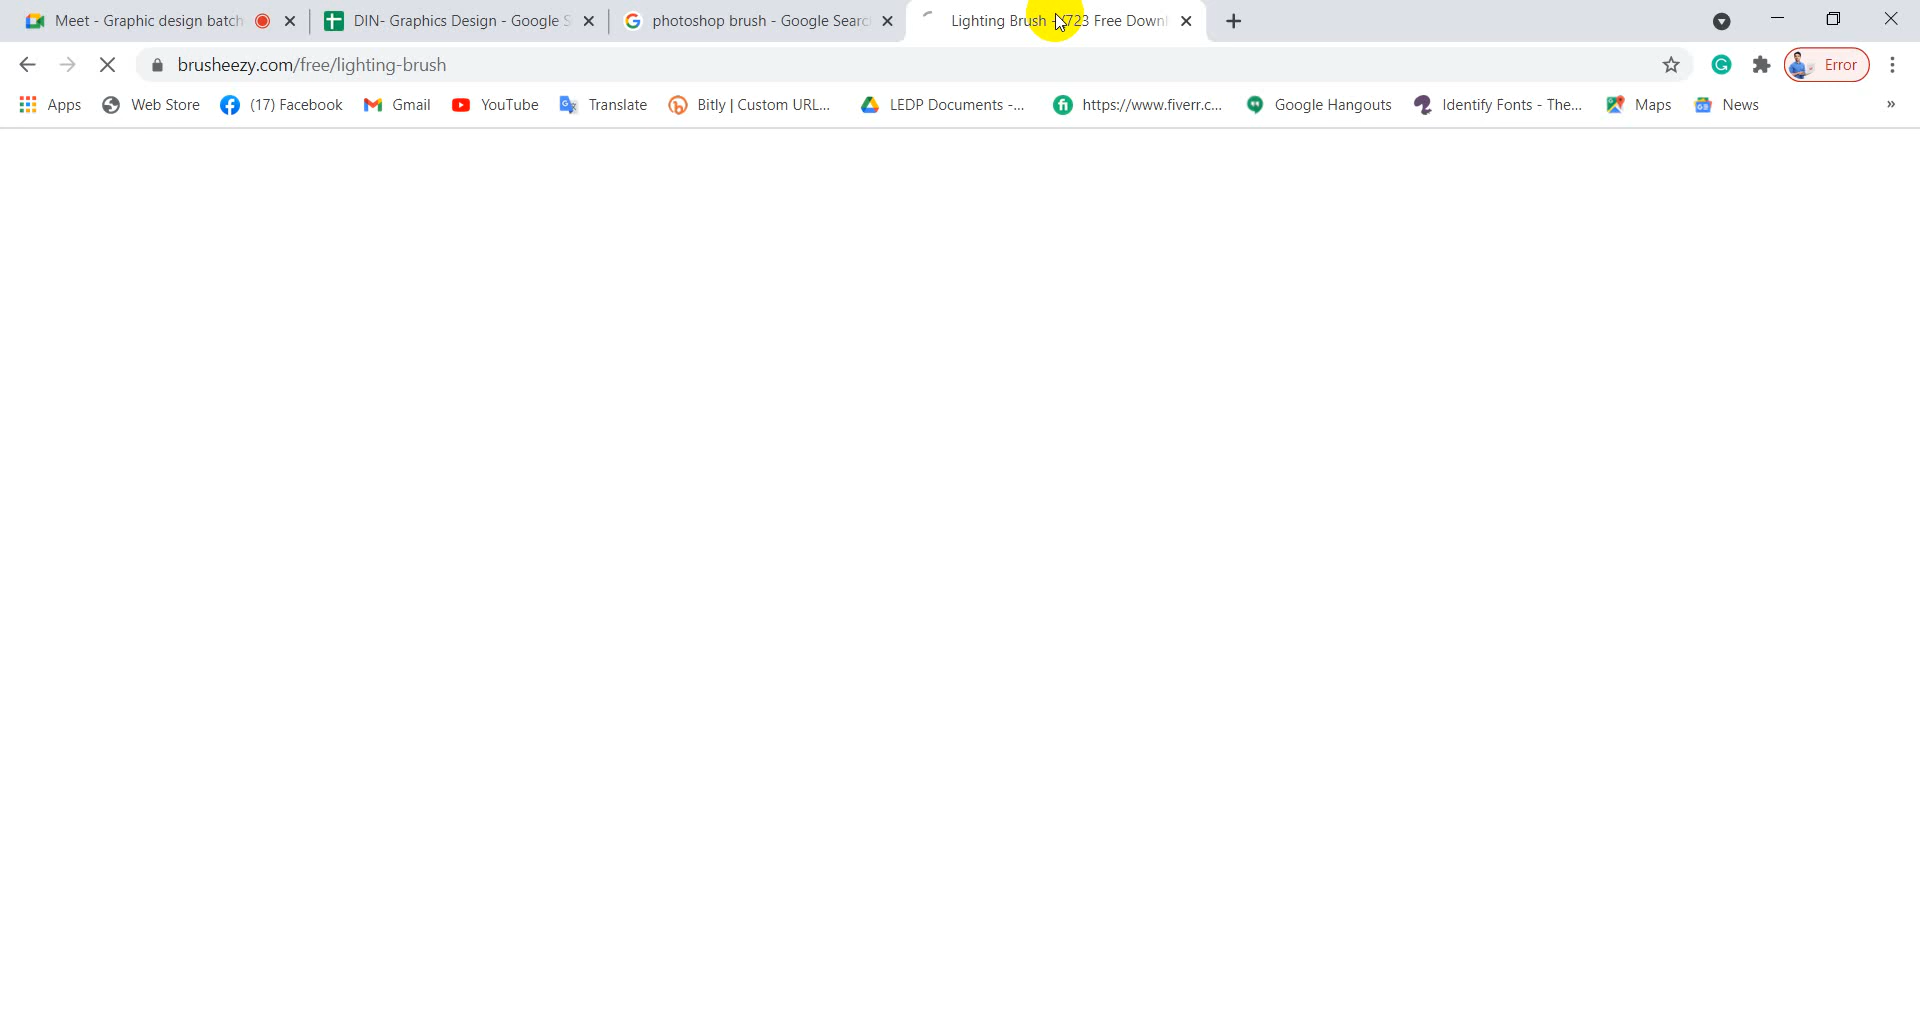 Meet - Graphic design batch
DIN- Graphics Design - Google S
photoshop brush - Google Searc
Lighting Brush - 723 Free Downl
brusheezy.com/free/lighting-brush
Error
Apps
Web Store
(17) Facebook
Gmail
YouTube
Translate
Bitly | Custom URL...
LEDP Documents -...
https://www.fiverr.c...
Google Hangouts
Identify Fonts - The...
Maps
News
»